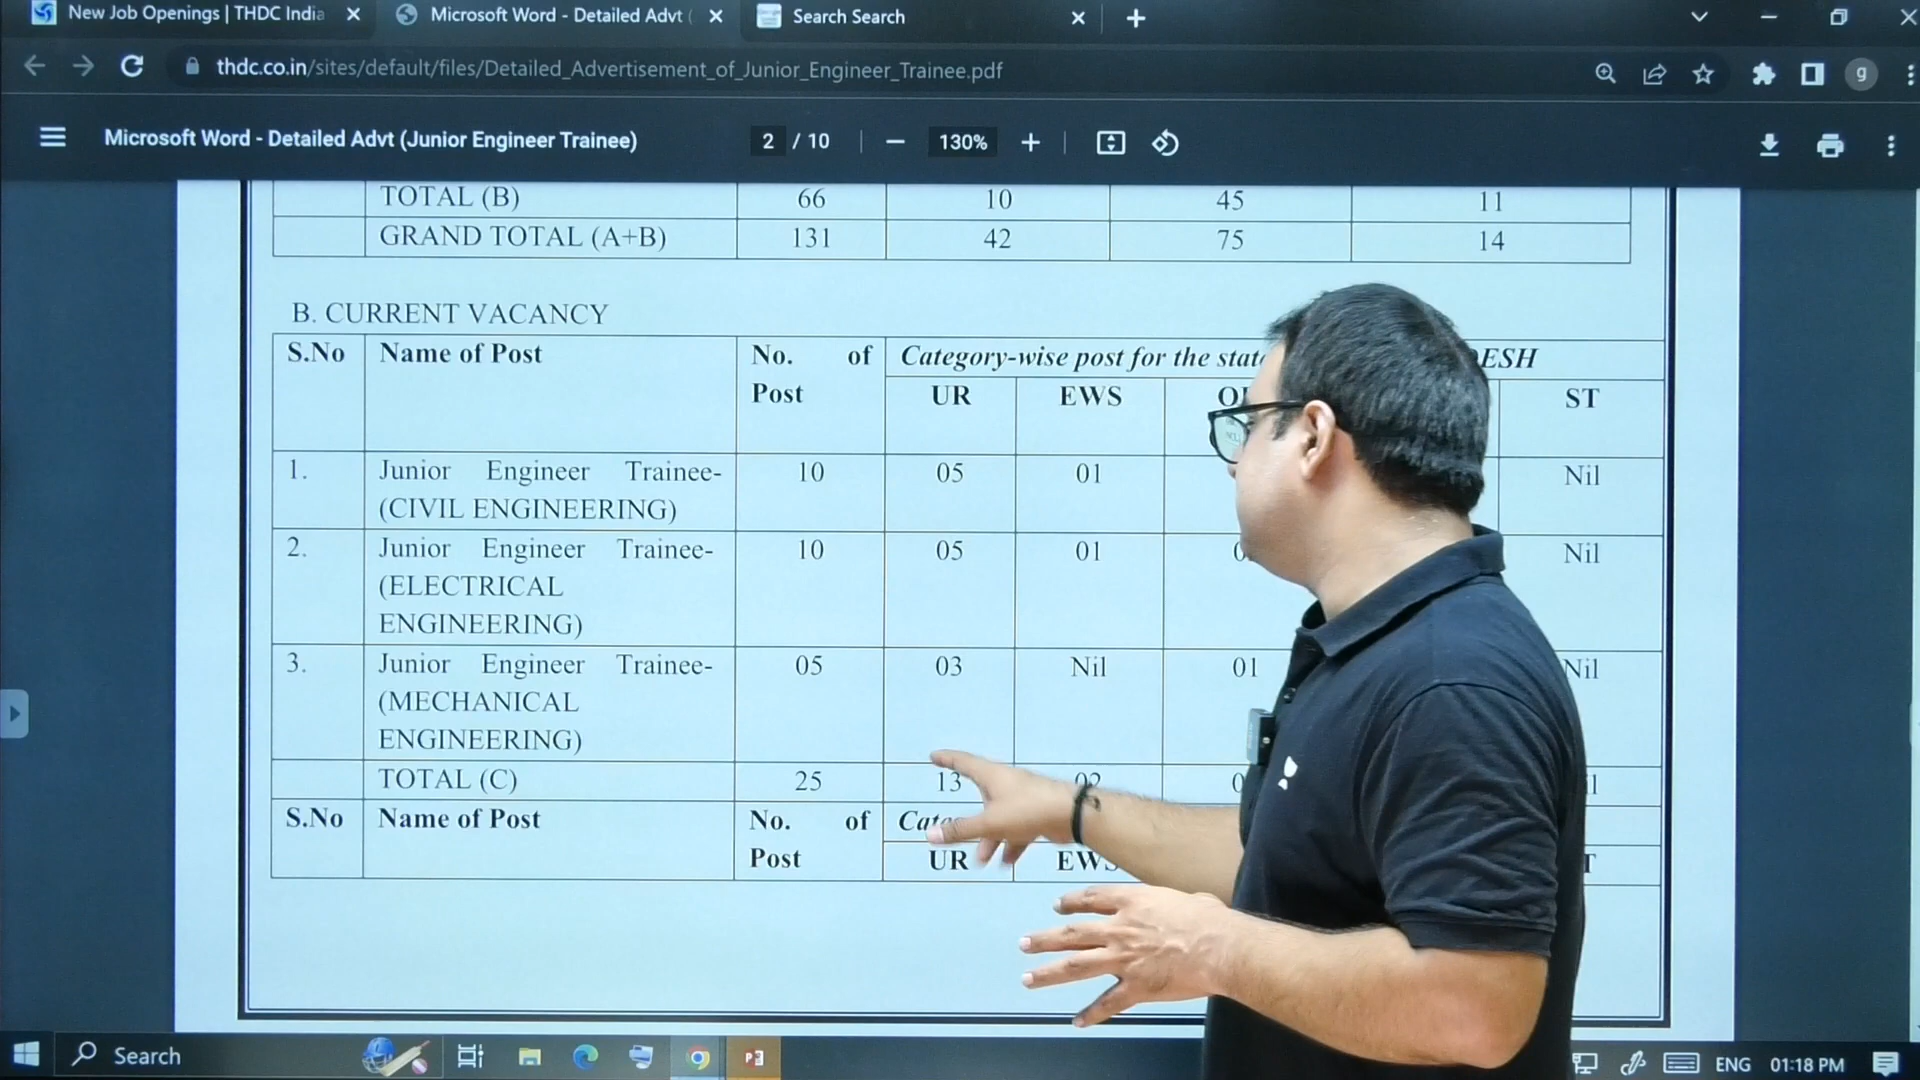 New Job Openings | THDC India
Microsoft Word - Detailed Advt (
Search Search
thdc.co.in/sites/default/files/Detailed_Advertisement_of_Junior_Engineer_Trainee.pdf
g
Microsoft Word - Detailed Advt (Junior Engineer Trainee)
2 / 10
130%
TOTAL (B) 66 10 45 11
GRAND TOTAL (A+B) 131 42 75 14
B. CURRENT VACANCY
S.No Name of Post No. of Post Category-wise post for the state ESH
UR EWS ST
1. Junior Engineer Trainee- 10 05 01 Nil
(CIVIL ENGINEERING)
2. Junior Engineer Trainee- 10 05 01 Nil
(ELECTRICAL
ENGINEERING)
3. Junior Engineer Trainee- 05 03 Nil 01 Nil
(MECHANICAL
ENGINEERING)
TOTAL (C) 25 13 02
S.No Name of Post No. of Post
UR EWS
Search
ENG 01:18 PM